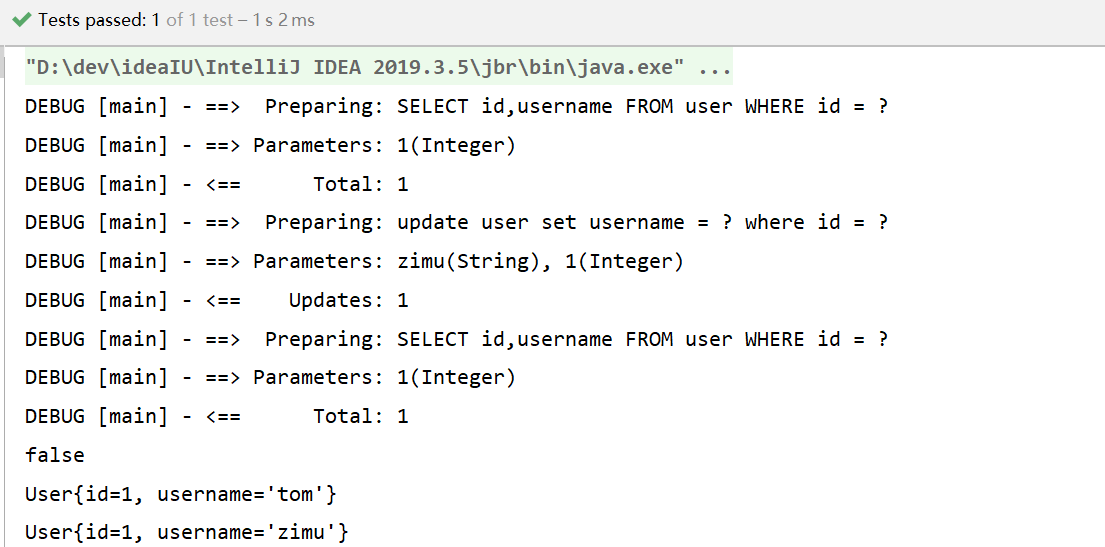 Tests passed: 1 of 1 test – 1 s 2 ms
"D:\dev\ideaIU\IntelliJ IDEA 2019.3.5\jbr\bin\java.exe" ...
DEBUG [main] - ==>  Preparing: SELECT id,username FROM user WHERE id = ?
DEBUG [main] - ==> Parameters: 1(Integer)
DEBUG [main] - <==      Total: 1
DEBUG [main] - ==>  Preparing: update user set username = ? where id = ?
DEBUG [main] - ==> Parameters: zimu(String), 1(Integer)
DEBUG [main] - <==    Updates: 1
DEBUG [main] - ==>  Preparing: SELECT id,username FROM user WHERE id = ?
DEBUG [main] - ==> Parameters: 1(Integer)
DEBUG [main] - <==      Total: 1
false
User{id=1, username='tom'}
User{id=1, username='zimu'}